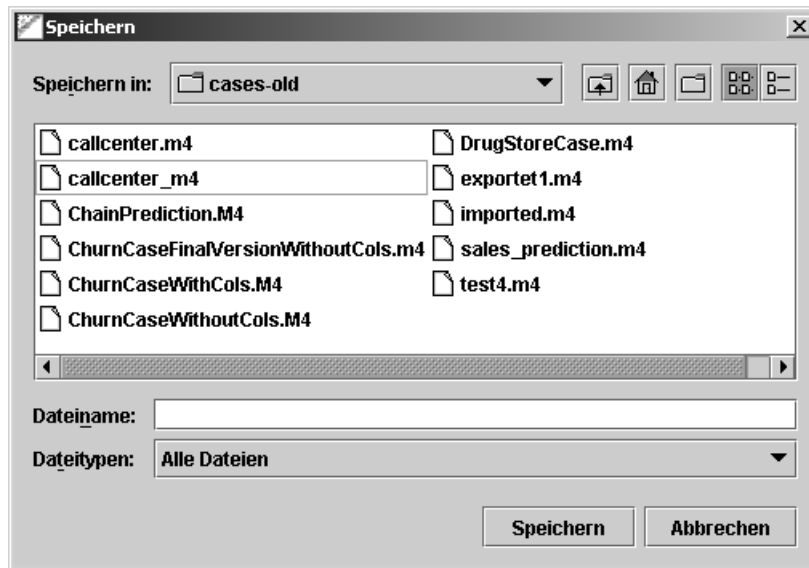 Speichern
Speichern in: cases-old
callcenter.m4
callcenter_m4
ChainPrediction.M4
ChurnCaseFinalVersionWithoutCols.m4
ChurnCaseWithCols.M4
ChurnCaseWithoutCols.M4
DrugStoreCase.m4
exportet1.m4
imported.m4
sales_prediction.m4
test4.m4
Dateiname:
Dateitypen: Alle Dateien
Speichern Abbrechen